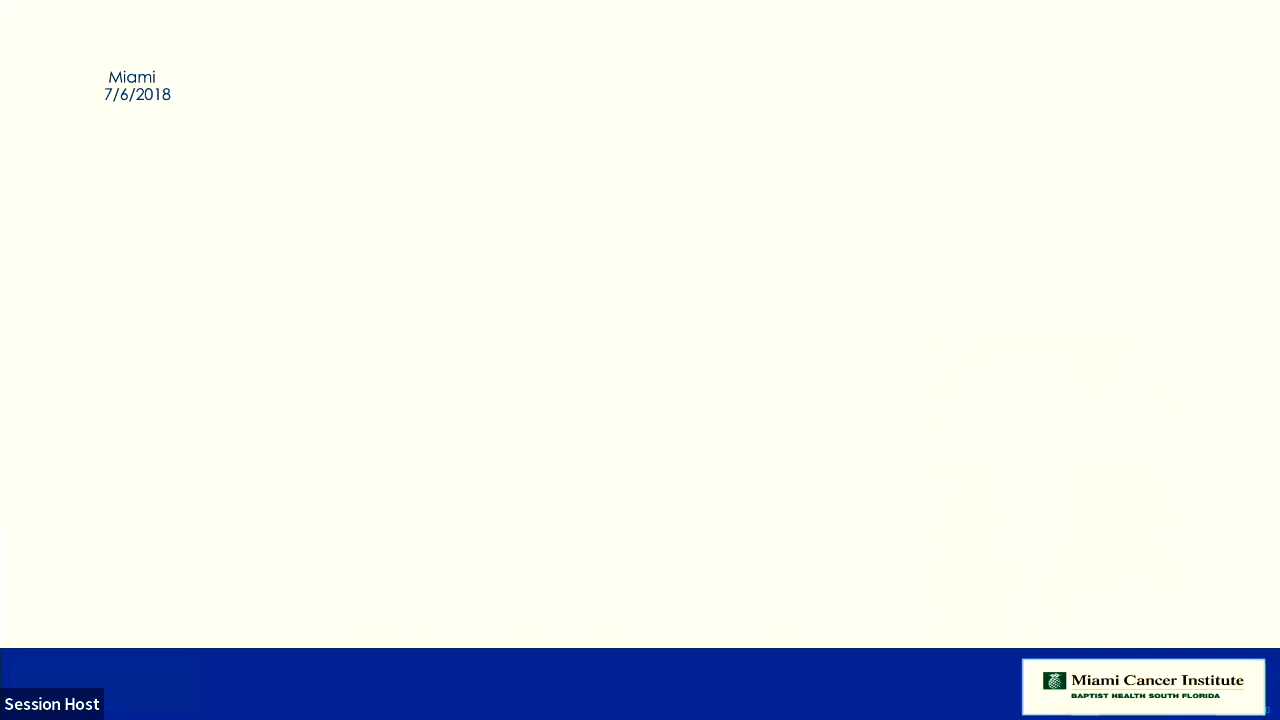 Miami
7/6/2018
Miami Cancer Institute
BAPTIST HEALTH SOUTH FLORIDA
Session Host